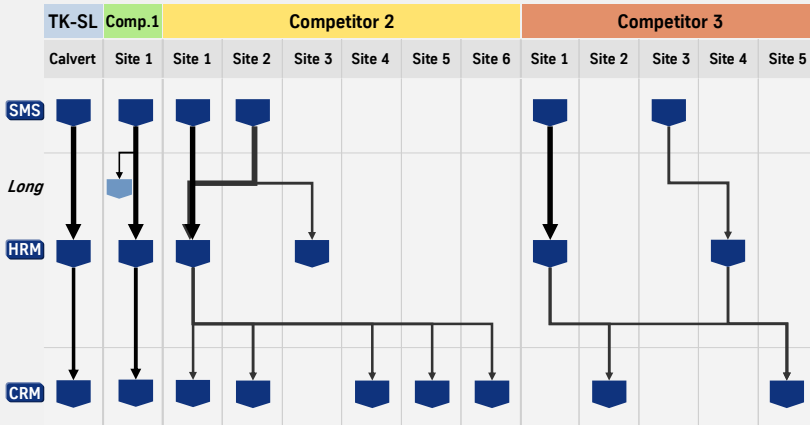 TK-SL Comp.1 Competitor 2 Competitor 3
Calvert Site 1 Site 1 Site 2 Site 3 Site 4 Site 5 Site 6 Site 1 Site 2 Site 3 Site 4 Site 5
SMS
Long
HRM
CRM